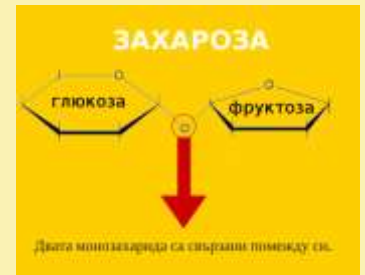 ЗАХАРОЗА
O O
глюкоза фруктоза
O
Двата монозахарида са свързани помежду си.